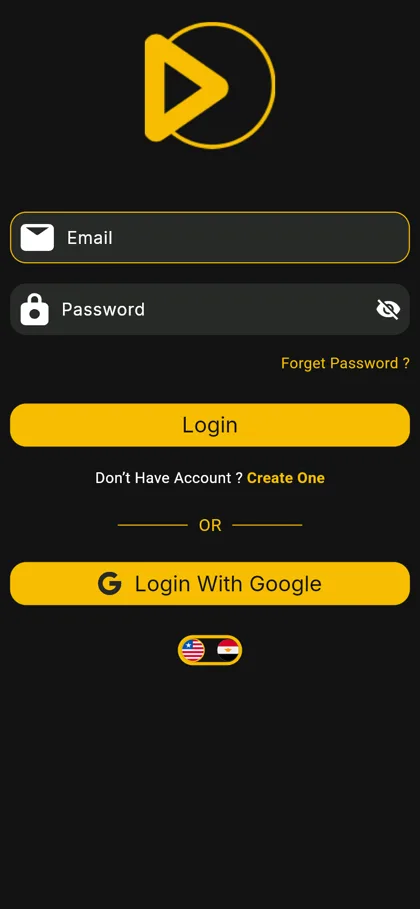 Email
Password
Forget Password ?
Login
Don’t Have Account ? Create One
OR
Login With Google